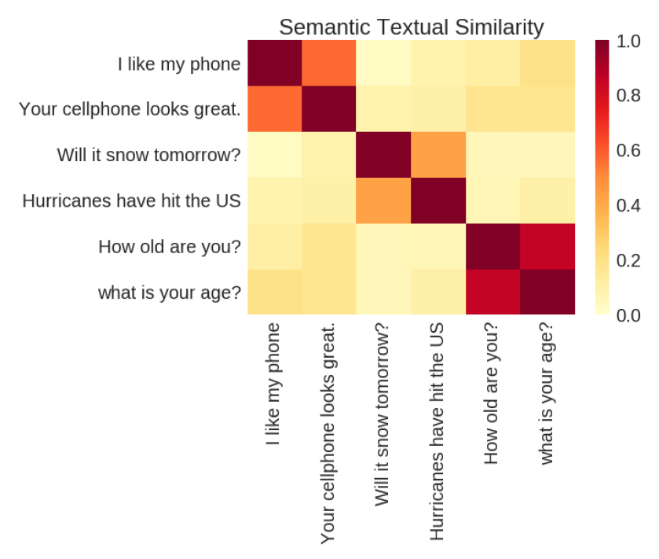 Semantic Textual Similarity
I like my phone
Your cellphone looks great.
Will it snow tomorrow?
Hurricanes have hit the US
How old are you?
what is your age?
1.0
0.8
0.6
0.4
0.2
0.0
I like my phone
Your cellphone looks great.
Will it snow tomorrow?
Hurricanes have hit the US
How old are you?
what is your age?